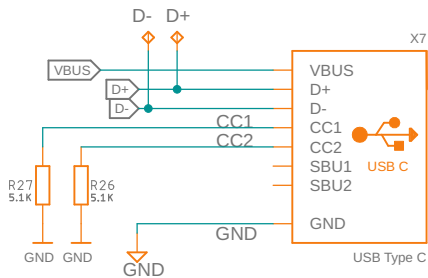 D- D+
X7
VBUS
VBUS
D+
D+
D-
D-
CC1
CC1
CC2
CC2
SBU1
SBU2
USB C
R27
5.1K
R26
5.1K
GND
GND
GND
GND
GND
USB Type C